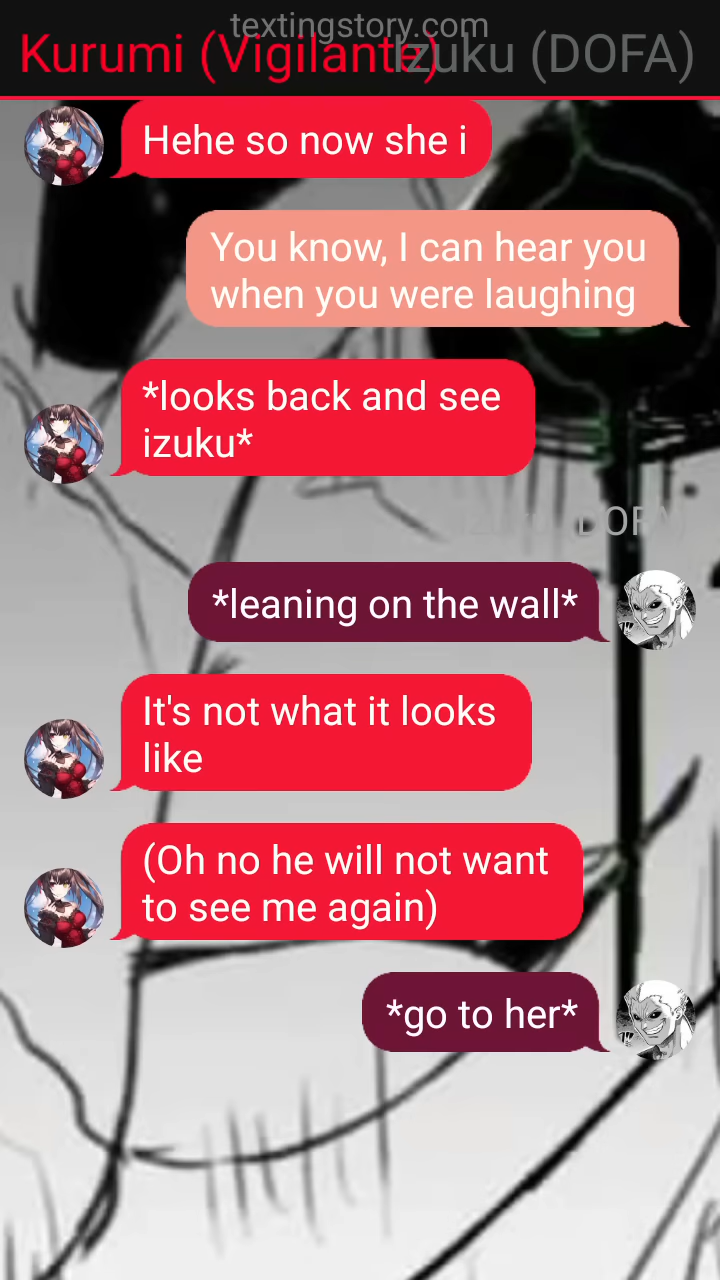 textingstory.com
Kurumi (Vigilante)
Izuku (DOFA)
Hehe so now she i
You know, I can hear you
when you were laughing
*looks back and see
izuku*
*leaning on the wall*
It's not what it looks
like
(Oh no he will not want
to see me again)
*go to her*